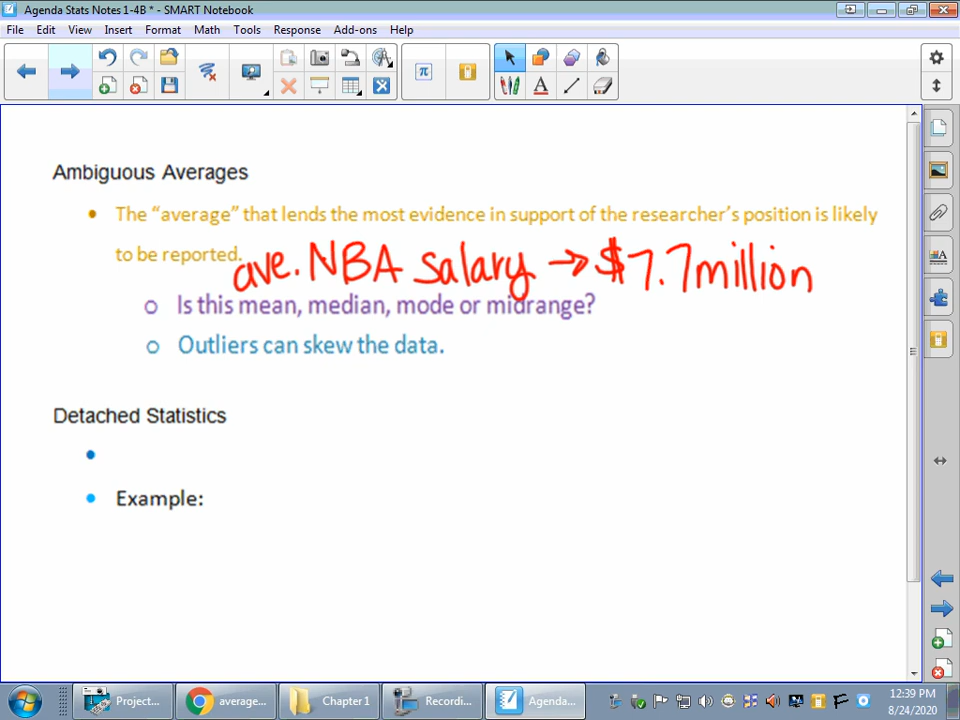 Agenda Stats Notes 1-4B * - SMART Notebook
File Edit View Insert Format Math Tools Response Add-ons Help
Ambiguous Averages
• The “average” that lends the most evidence in support of the researcher’s position is likely
to be reported.
ave. NBA salary → $7.7million
o Is this mean, median, mode or midrange?
o Outliers can skew the data.
Detached Statistics
•
• Example:
Project... average... Chapter 1 Recordi... Agenda...
12:39 PM
8/24/2020